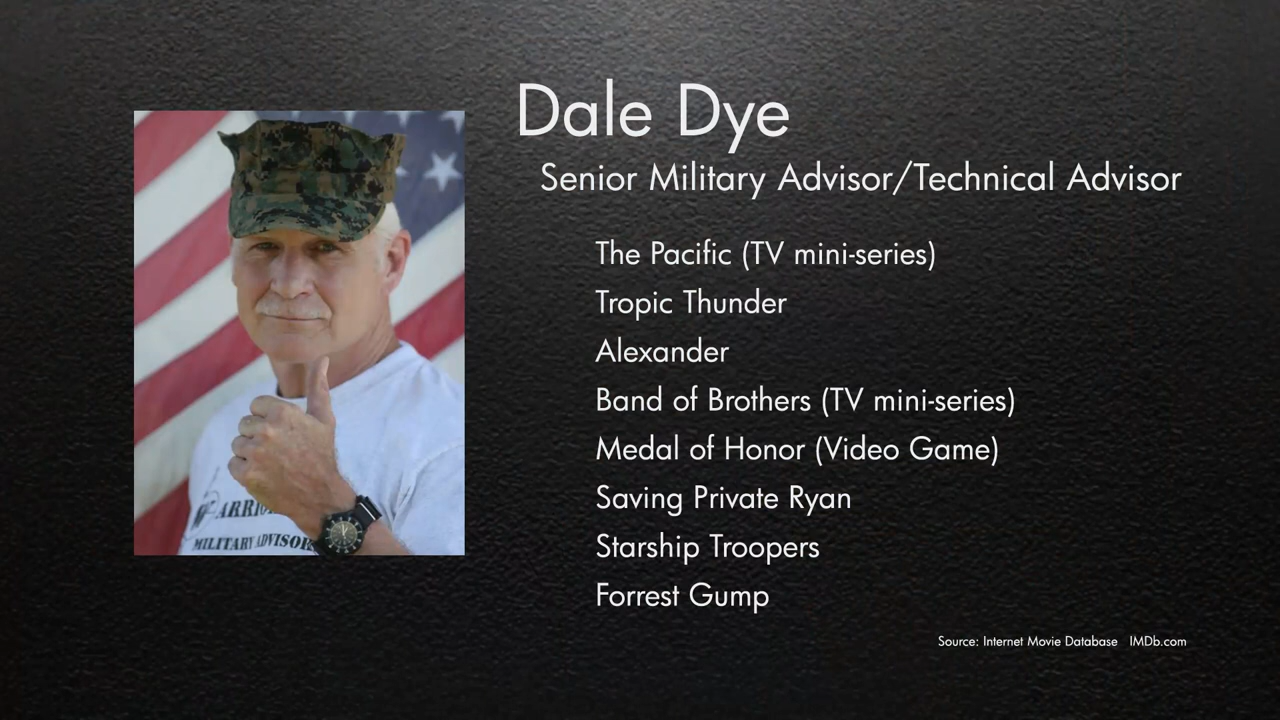 Dale Dye
Senior Military Advisor/Technical Advisor
The Pacific (TV mini-series)
Tropic Thunder
Alexander
Band of Brothers (TV mini-series)
Medal of Honor (Video Game)
Saving Private Ryan
Starship Troopers
Forrest Gump
Source: Internet Movie Database IMDb.com
MILITARY ADVISOR